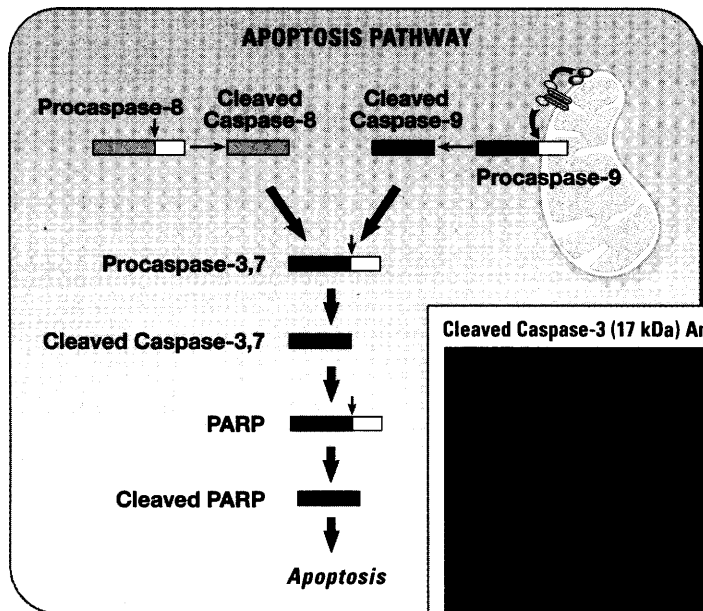 APOPTOSIS PATHWAY
Procaspase-8
Cleaved
Caspase-8
Cleaved
Caspase-9
Procaspase-9
Procaspase-3,7
Cleaved Caspase-3,7
Cleaved Caspase-3 (17 kDa)
PARP
Cleaved PARP
Apoptosis